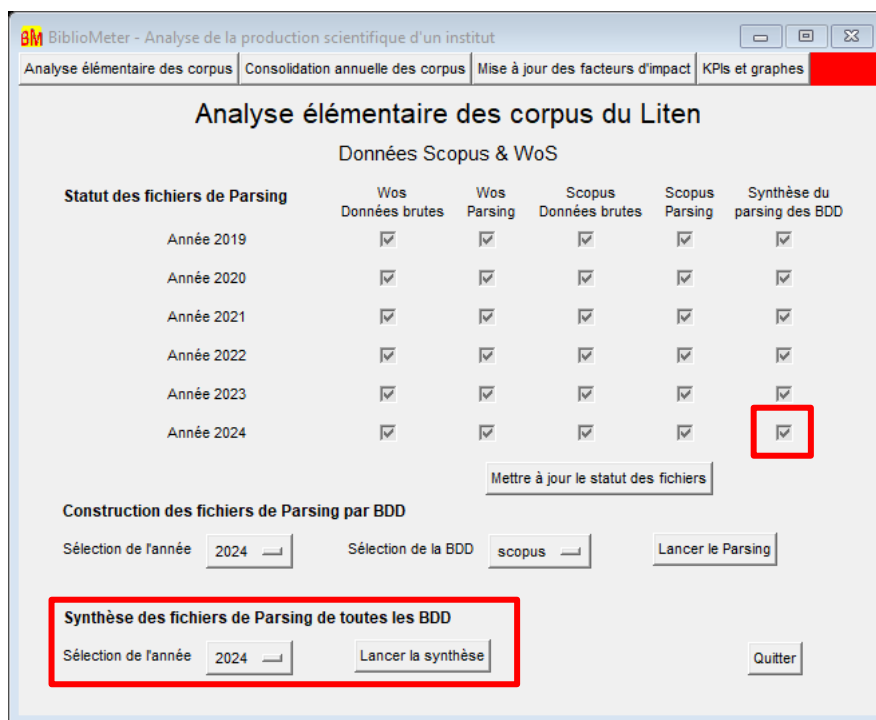 BM BiblioMeter - Analyse de la production scientifique d'un institut
Analyse élémentaire des corpus Consolidation annuelle des corpus Mise à jour des facteurs d'impact KPIs et graphes
Analyse élémentaire des corpus du Liten
Données Scopus & WoS
Statut des fichiers de Parsing
Wos Données brutes
Wos Parsing
Scopus Données brutes
Scopus Parsing
Synthèse du parsing des BDD
Année 2019
Année 2020
Année 2021
Année 2022
Année 2023
Année 2024
Mettre à jour le statut des fichiers
Construction des fichiers de Parsing par BDD
Sélection de l'année 2024 Sélection de la BDD scopus Lancer le Parsing
Synthèse des fichiers de Parsing de toutes les BDD
Sélection de l'année 2024 Lancer la synthèse Quitter